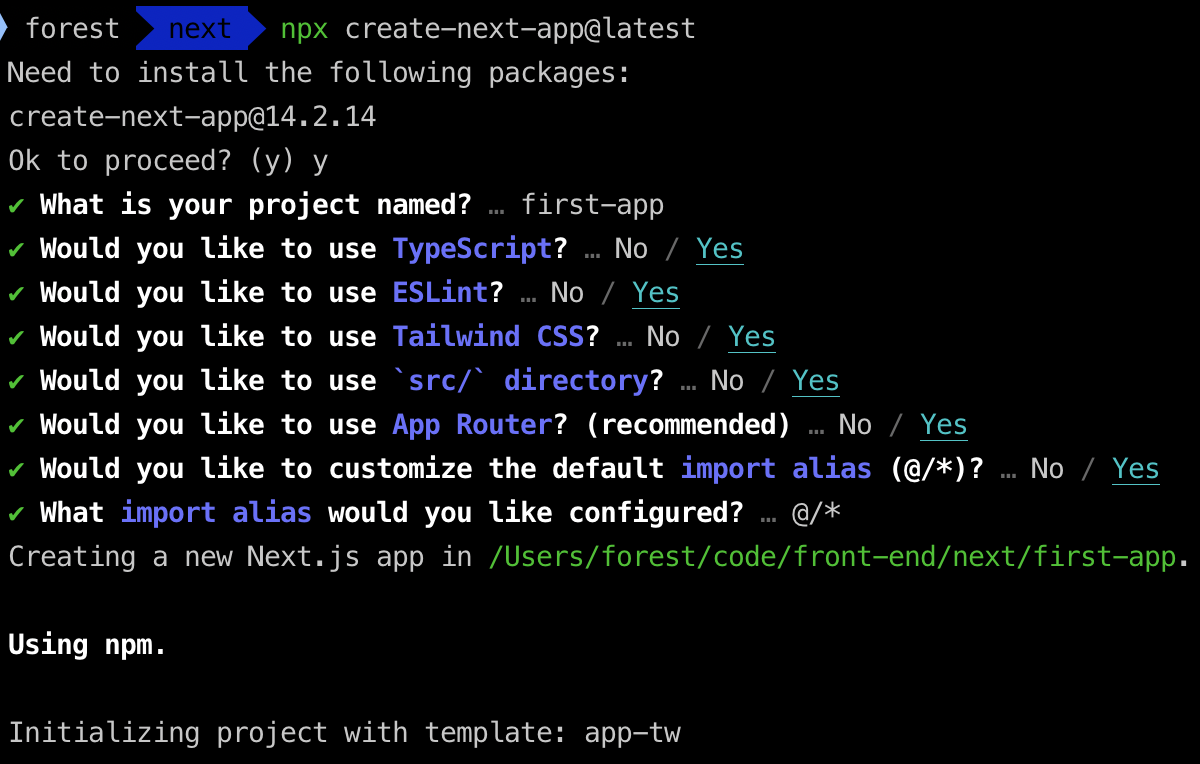 forest next npx create-next-app@latest
Need to install the following packages:
create-next-app@14.2.14
Ok to proceed? (y) y
✔ What is your project named? … first-app
✔ Would you like to use TypeScript? … No / Yes
✔ Would you like to use ESLint? … No / Yes
✔ Would you like to use Tailwind CSS? … No / Yes
✔ Would you like to use `src/` directory? … No / Yes
✔ Would you like to use App Router? (recommended) … No / Yes
✔ Would you like to customize the default import alias (@/*)? … No / Yes
✔ What import alias would you like configured? … @/*
Creating a new Next.js app in /Users/forest/code/front-end/next/first-app.
Using npm.
Initializing project with template: app-tw